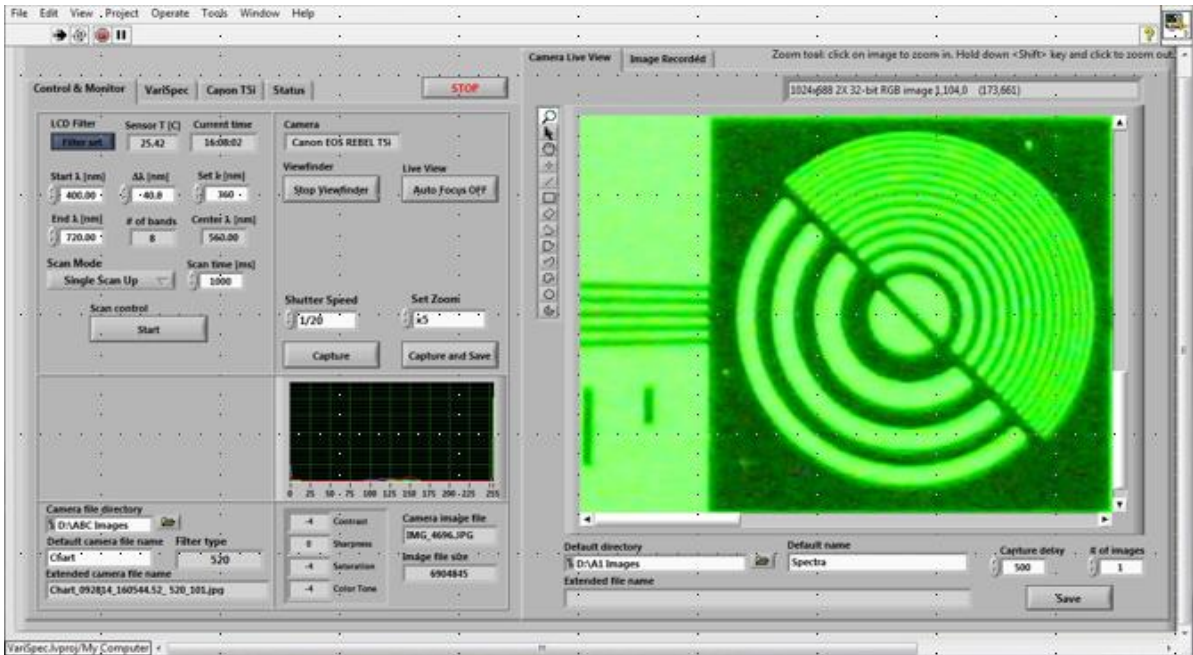 File Edit View Project Operate Tools Window Help
Camera Live View Image Recorded Zoom tool: click on image to zoom in. Hold down <Shift> key and click to zoom out.
Control & Monitor VariSpec Canon T5i Status STOP
1024x688 2X 32-bit RGB image 1,104,0 (173,661)
LCD Filter Sensor T [C] Current time Camera
Filter set 25.42 16:08:02 Canon EOS REBEL T5i
Viewfinder Live View
Start λ [nm] Δλ [nm] Set λ [nm] Stop Viewfinder Auto Focus OFF
400.00 40.0 360
End λ [nm] # of bands Center λ [nm]
720.00 8 560.00
Scan Mode Scan time [ms]
Single Scan Up 1000
Shutter Speed Set Zoom
Scan control 1/20 x5
Start
Capture Capture and Save
0 25 50 75 100 125 150 175 200 225 255
Camera file directory
D:\ABC Images -4 Contrast Camera image file
Default camera file name Filter type 0 Sharpness IMG_4696.JPG
Chart 520 Image file size
Extended camera file name -4 Saturation 6904845
Chart_092814_160544.52_ 520_101.jpg -4 Color Tone
Default directory Default name Capture delay # of images
D:\A1 Images Spectra 500 1
Extended file name
Save
VariSpec.lvproj/My Computer